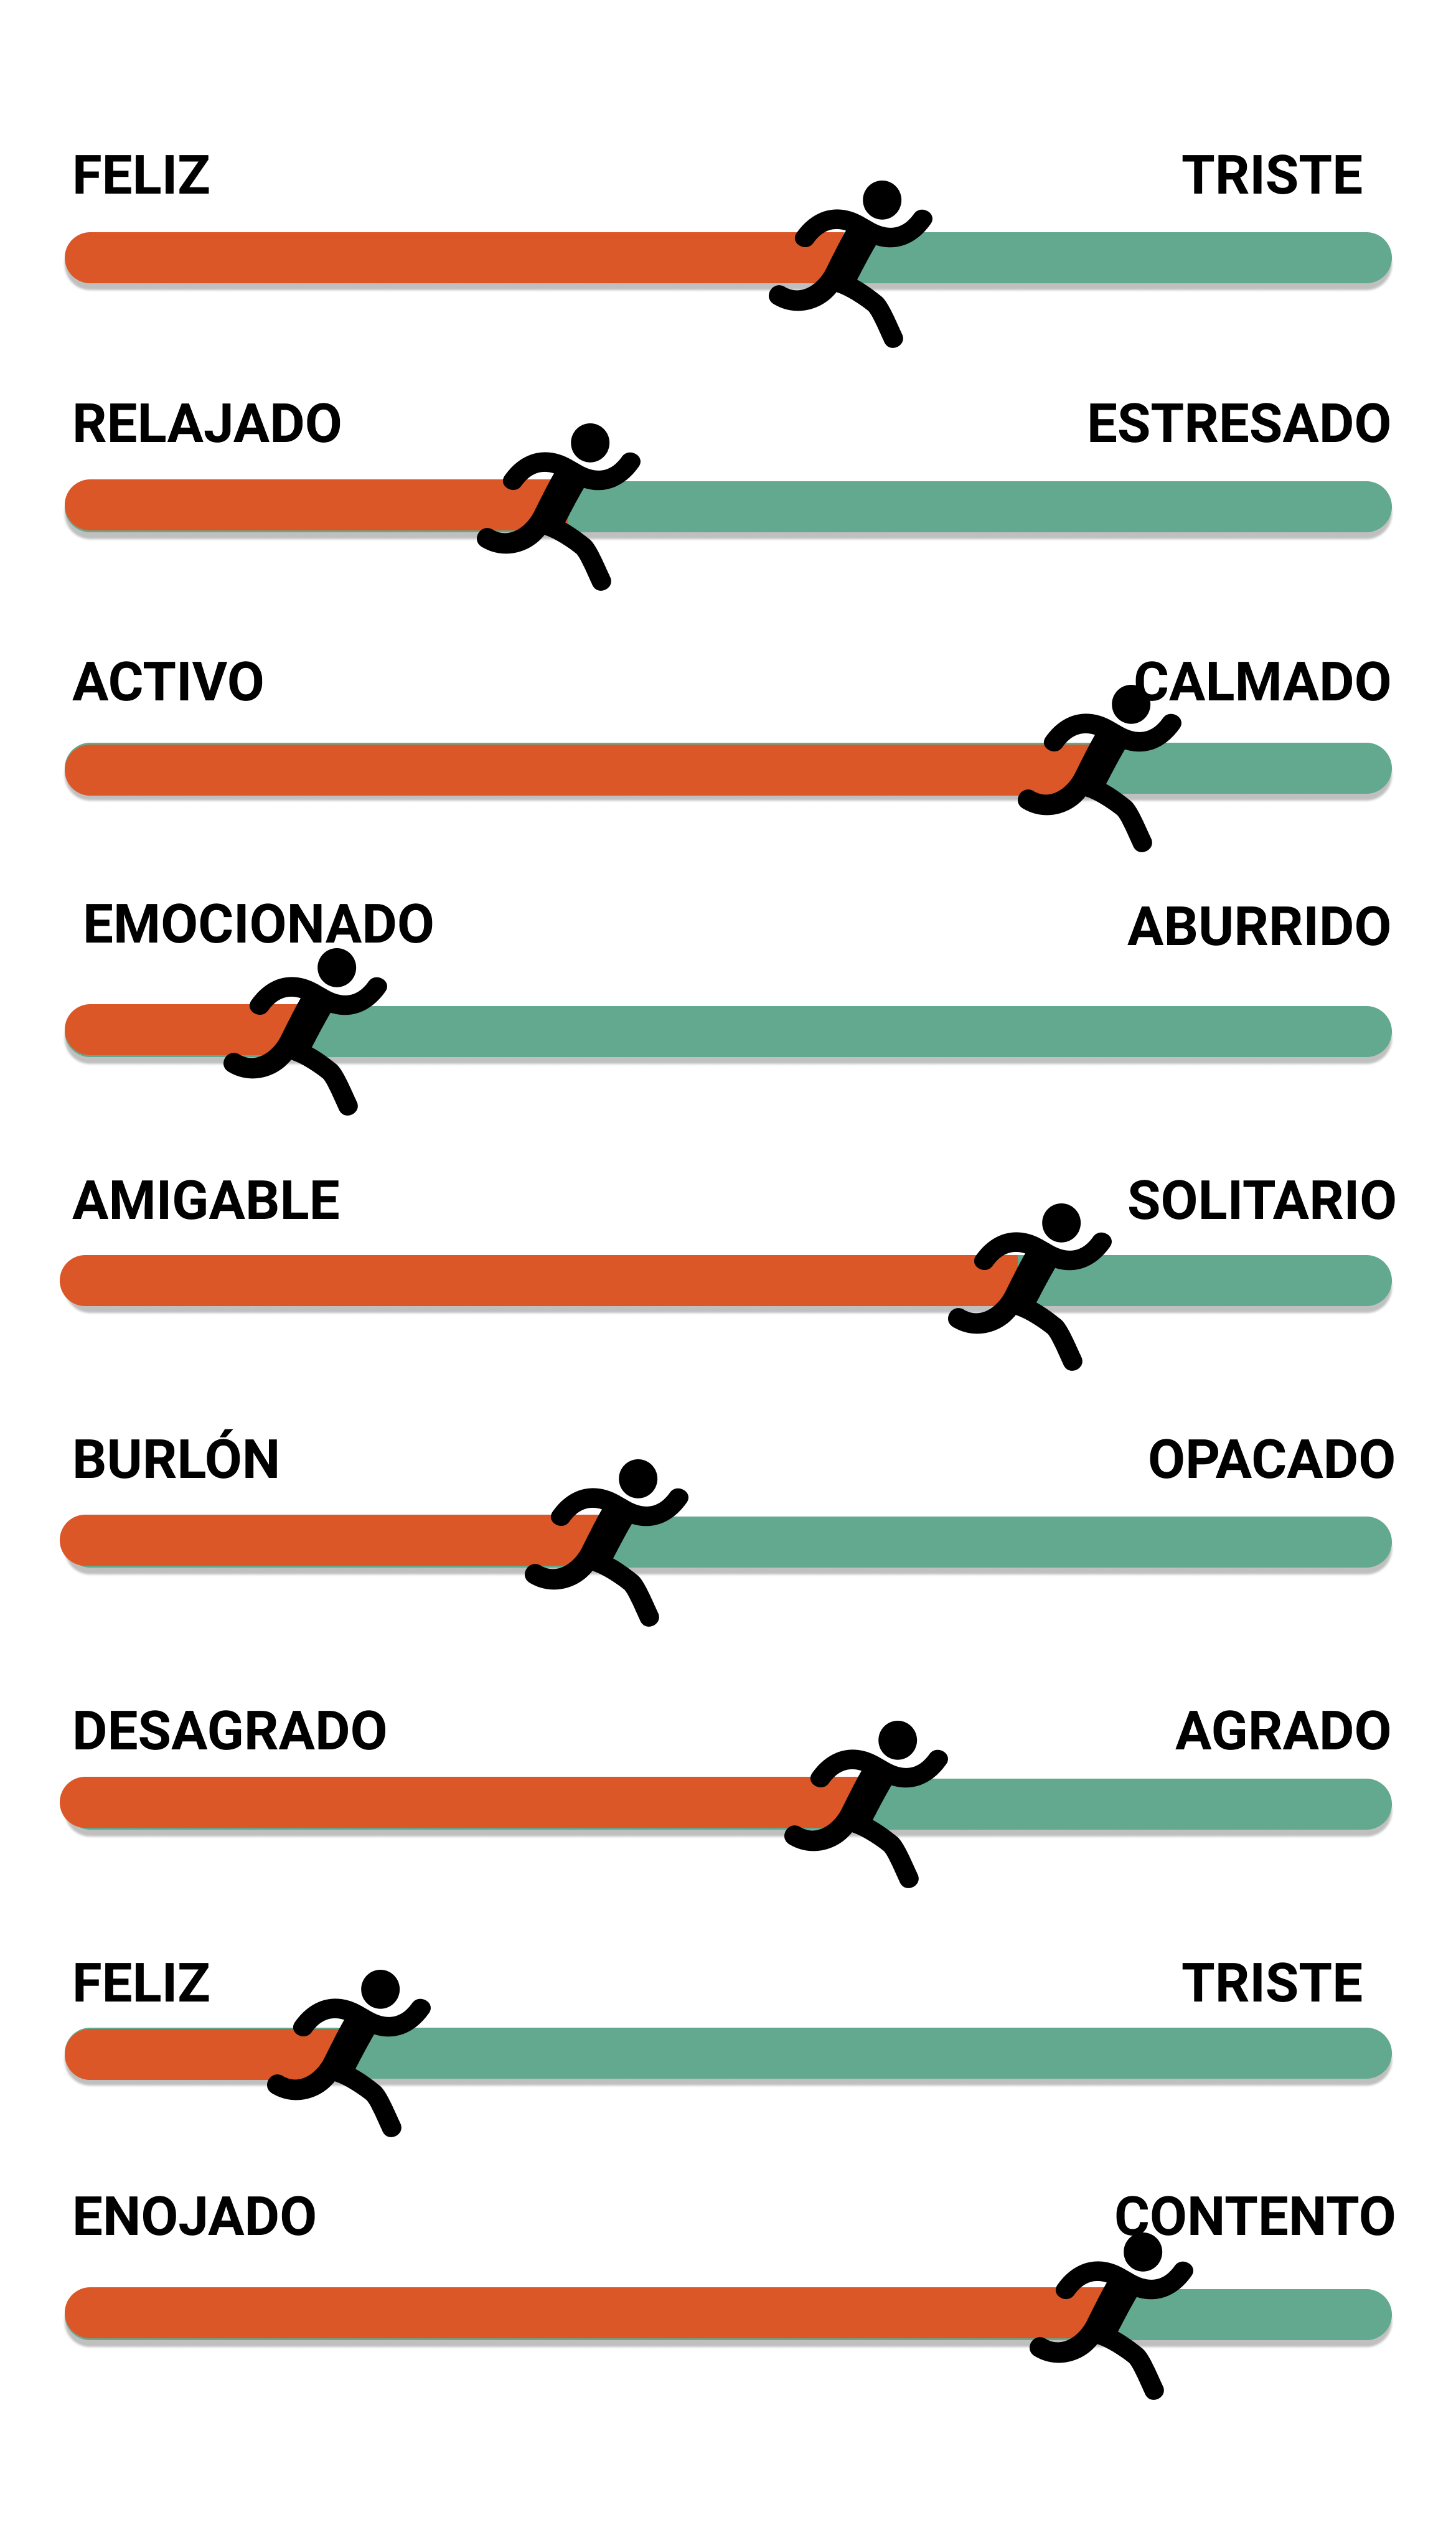 FELIZ TRISTE
RELAJADO ESTRESADO
ACTIVO CALMADO
EMOCIONADO ABURRIDO
AMIGABLE SOLITARIO
BURLÓN OPACADO
DESAGRADO AGRADO
FELIZ TRISTE
ENOJADO CONTENTO